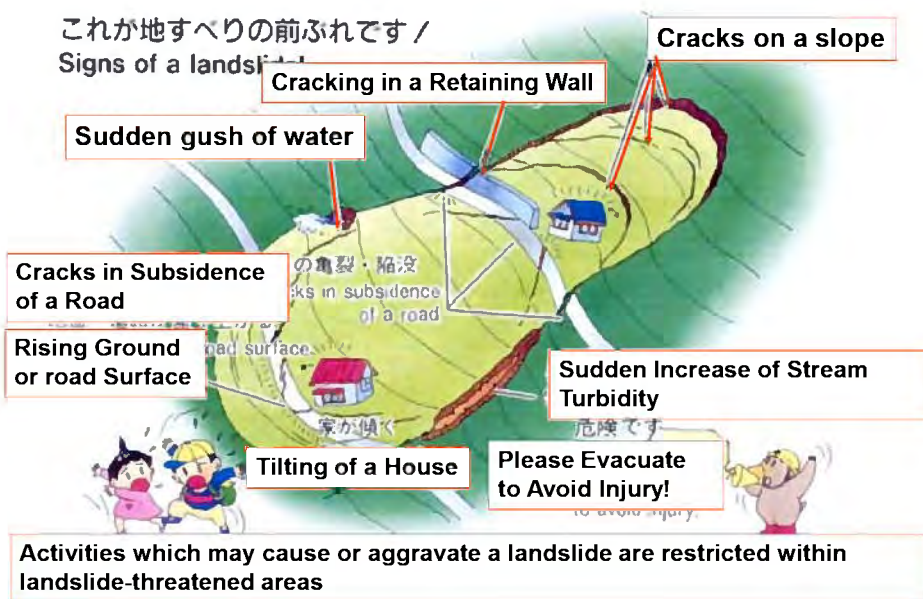 これが地すべりの前ぶれです！
Signs of a
Cracks on a slope
Cracking in a Retaining Wall
Sudden gush of water
の亀裂・陥没
ks in subsidence
of a road
Cracks in Subsidence
of a Road
road surface
Rising Ground
or road Surface
Sudden Increase of Stream
Turbidity
家が傾く
危険です
Tilting of a House
Please Evacuate
to Avoid Injury!
to avoid injury.
Activities which may cause or aggravate a landslide are restricted within
landslide-threatened areas